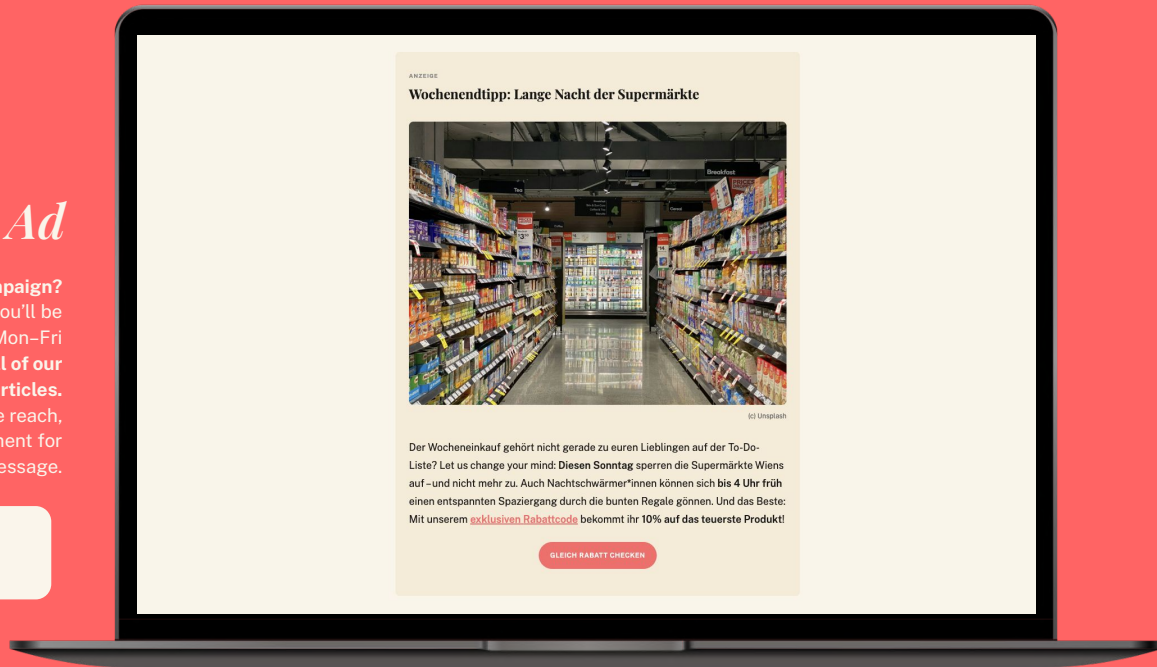 Ad
paign?
ou’ll be
Mon–Fri
l of our
rticles.
e reach,
ent for
essage.
ANZEIGE
Wochenendtipp: Lange Nacht der Supermärkte
Tea
Breakfast
PRICES
Cereal
4
(c) Unsplash
Der Wocheneinkauf gehört nicht gerade zu euren Lieblingen auf der To-Do-
Liste? Let us change your mind: Diesen Sonntag sperren die Supermärkte Wiens
auf – und nicht mehr zu. Auch Nachtschwärmer*innen können sich bis 4 Uhr früh
einen entspannten Spaziergang durch die bunten Regale gönnen. Und das Beste:
Mit unserem exklusiven Rabattcode bekommt ihr 10% auf das teuerste Produkt!
GLEICH RABATT CHECKEN